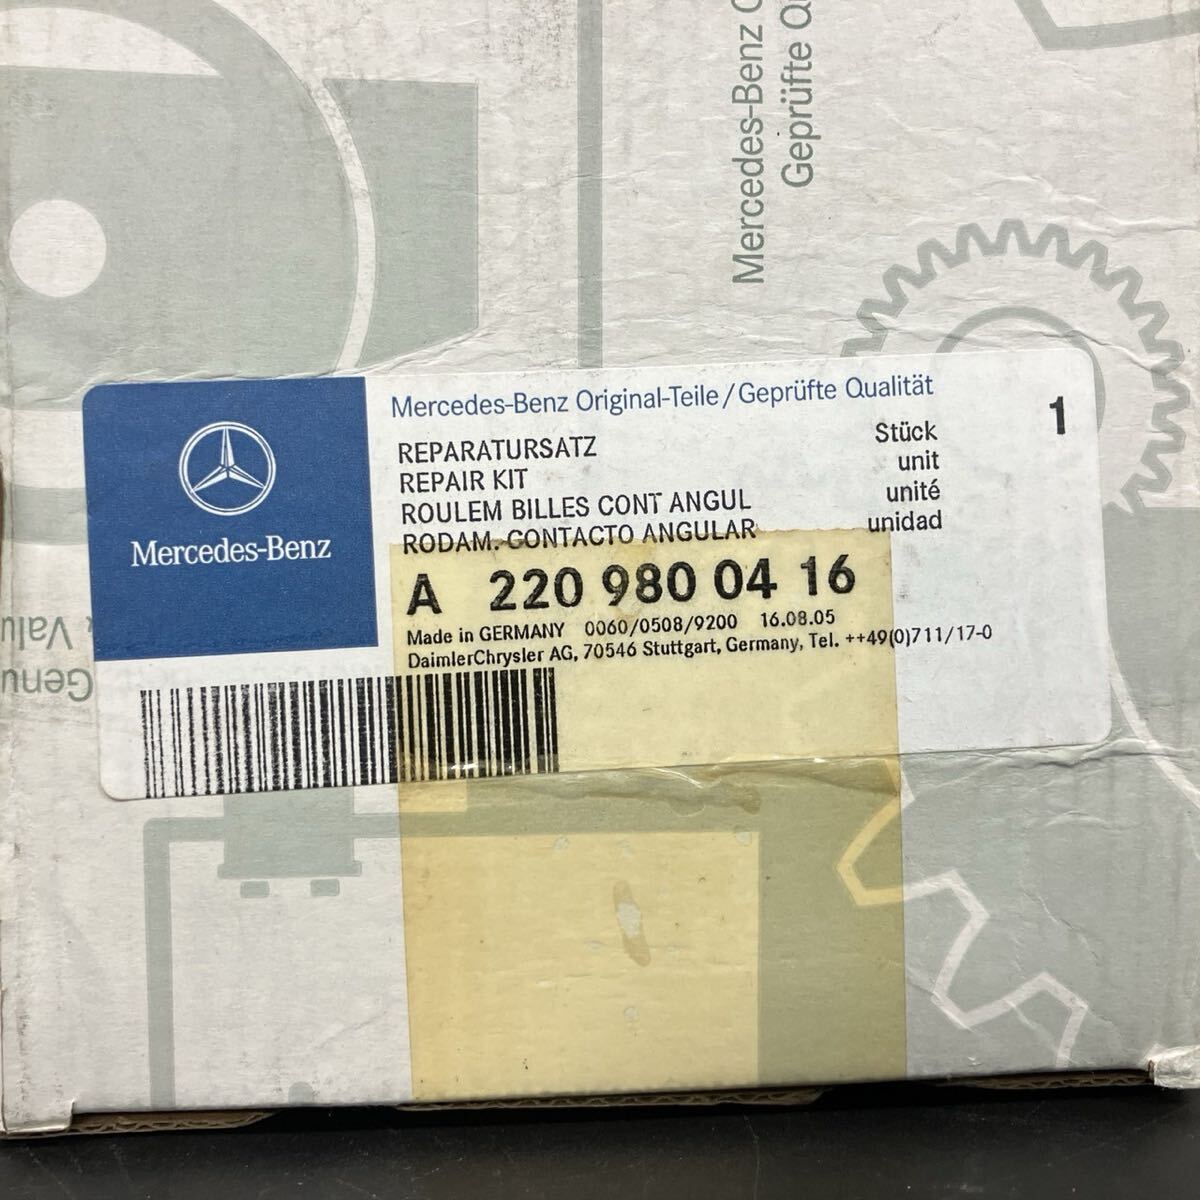 Mercedes-Benz
Geprüfte
Mercedes-Benz Original-Teile/Geprüfte Qualität
REPARATURSATZ Stück 1
REPAIR KIT unit
ROULEM BILLES CONT ANGUL unité
RODAM. CONTACTO ANGULAR unidad
Mercedes-Benz
A 220 980 04 16
Made in GERMANY 0060/0508/9200 16.08.05
DaimlerChrysler AG, 70546 Stuttgart, Germany, Tel. ++49(0)711/17-0